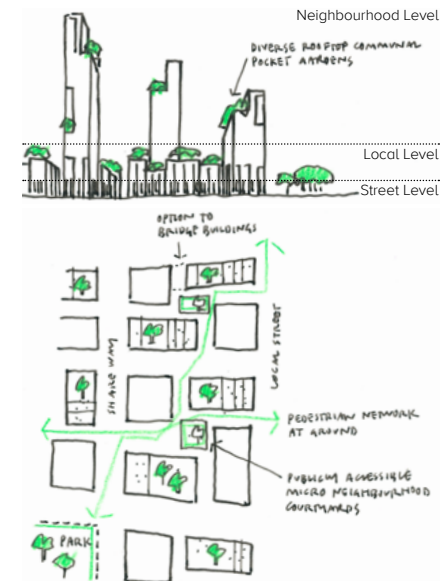 Neighbourhood Level
DIVERSE ROOFTOP COMMUNAL
POCKET GARDENS
Local Level
Street Level
OPTION TO
BRIDGE BUILDINGS
SHARE WAY
LOCAL STREET
PEDESTRIAN NETWORK
AT GROUND
PUBLICLY ACCESSIBLE
MICRO NEIGHBOURHOOD
COURTYARDS
PARK